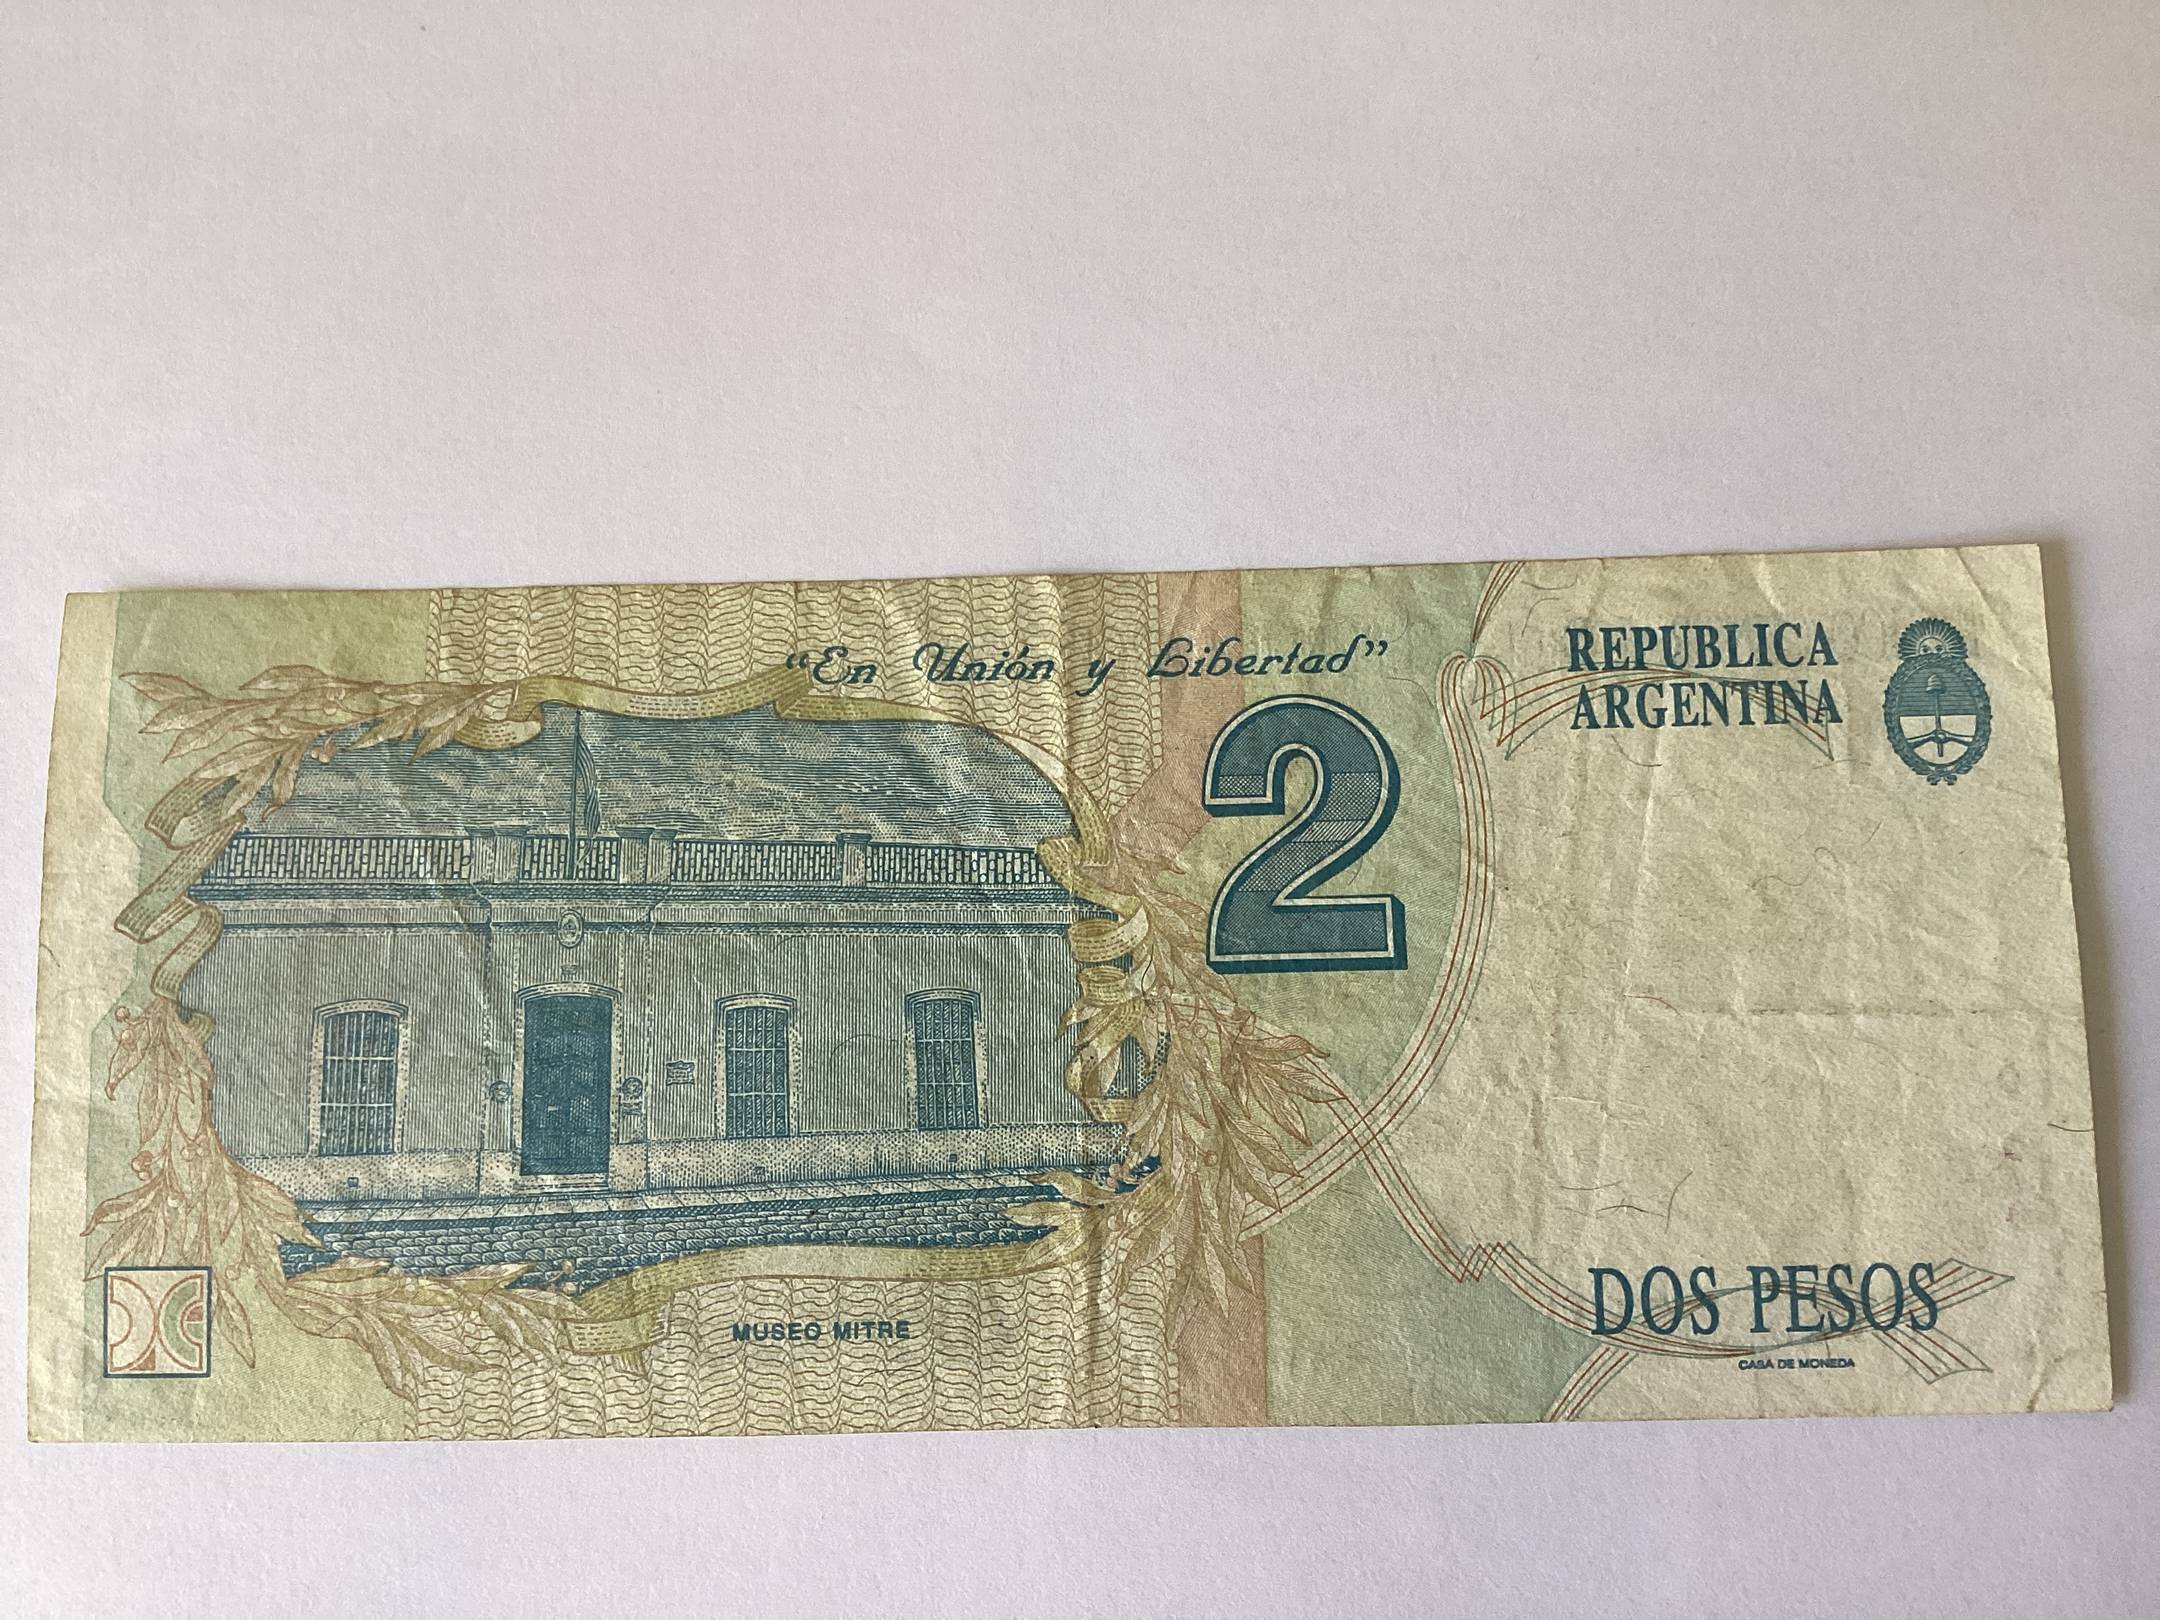 “En Unión y Libertad”
2
REPUBLICA
ARGENTINA
MUSEO MITRE
DOS PESOS
CASA DE MONEDA